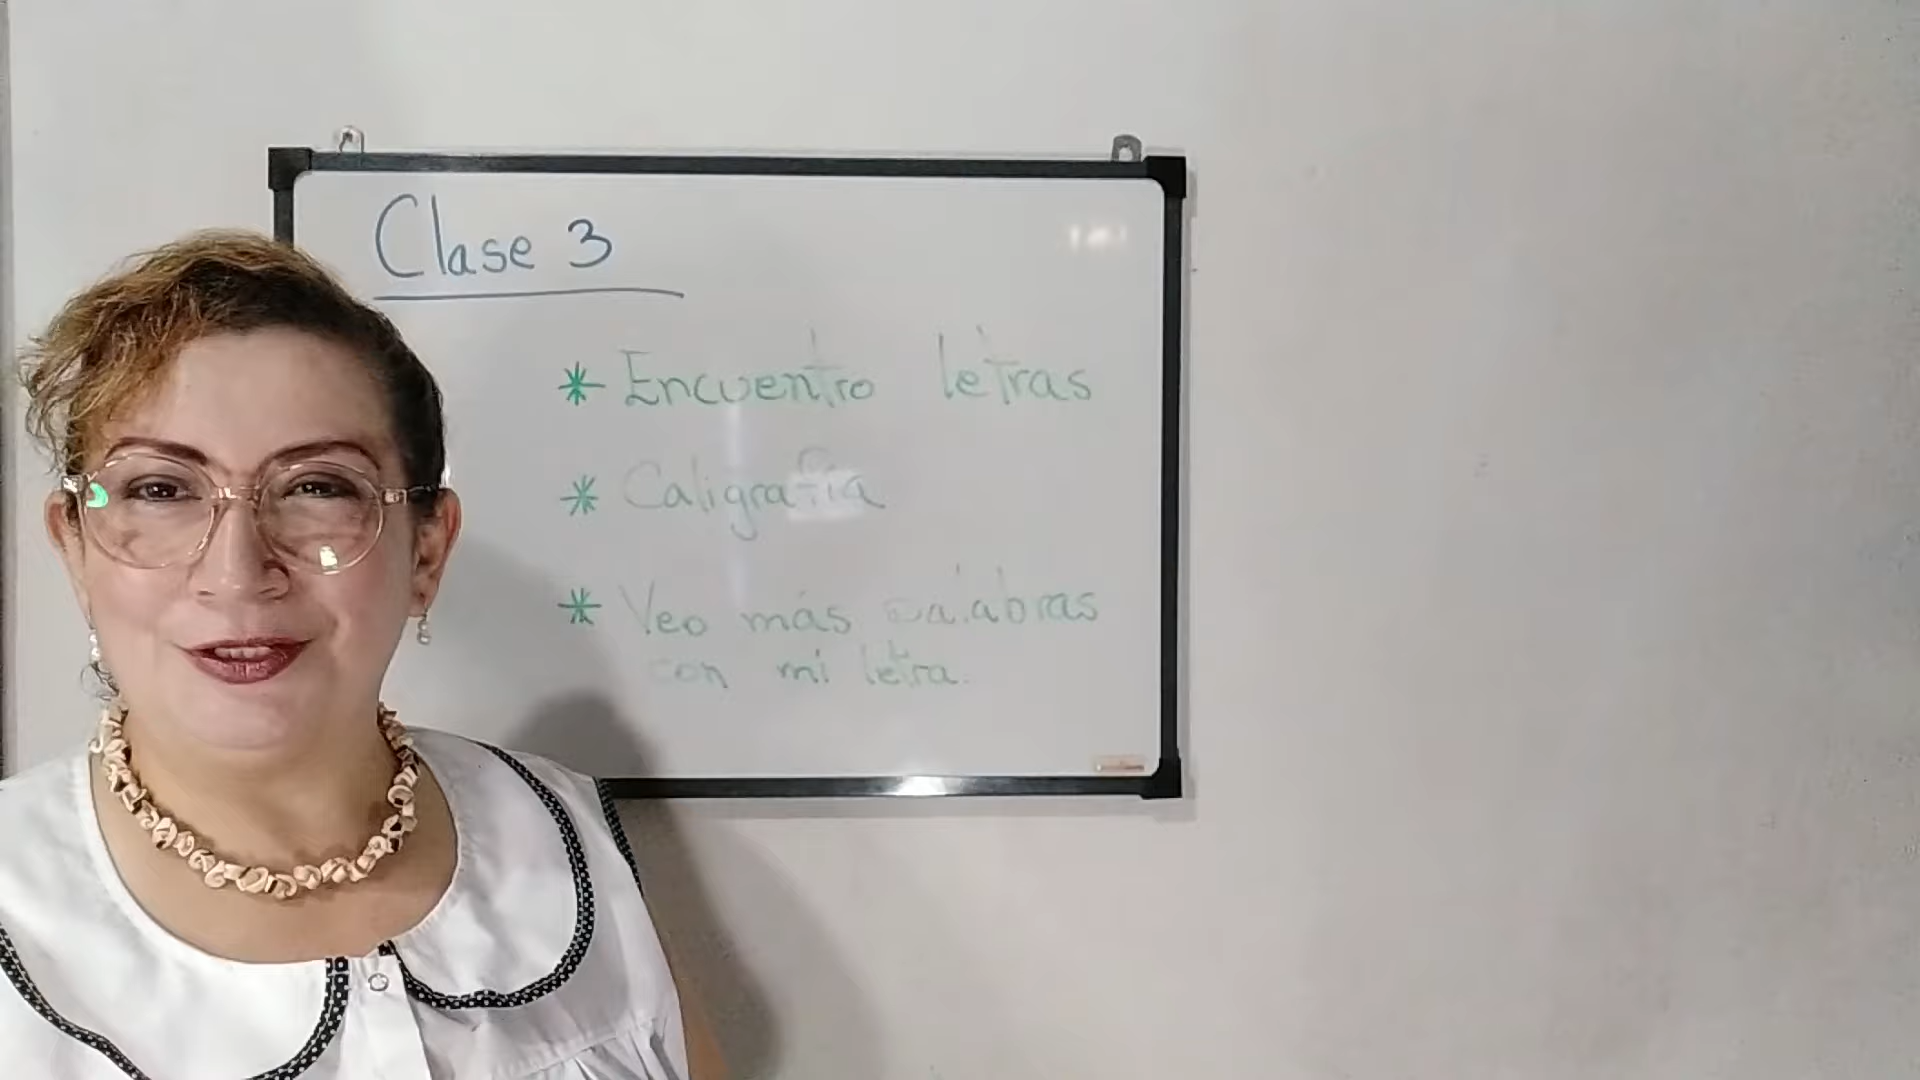 Clase 3
* Encuentro letras
* Caligrafía
* Veo más palabras
con mi letra.